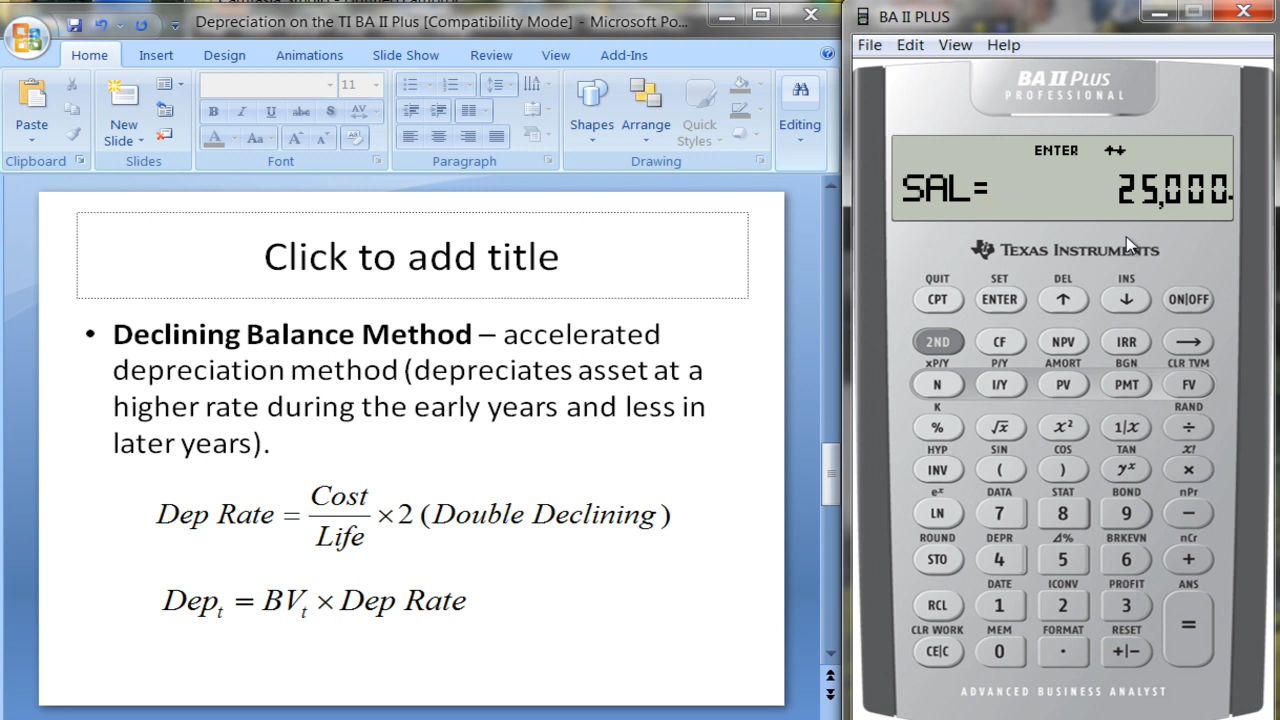 Depreciation on the TI BA II Plus [Compatibility Mode] - Microsoft Po...
Home Insert Design Animations Slide Show Review View Add-Ins
11
B I U abc S AV
A Aa A A
Paste New Slide Shapes Arrange Quick Styles Editing
Clipboard Slides Font Paragraph Drawing
Click to add title
• Declining Balance Method – accelerated
depreciation method (depreciates asset at a
higher rate during the early years and less in
later years).
Dep Rate = Cost / Life × 2 (Double Declining)
Dept = BVt × Dep Rate
BA II PLUS
File Edit View Help
BA II PLUS
PROFESSIONAL
ENTER ↑↓
SAL= 25,000.
TEXAS INSTRUMENTS
QUIT SET DEL INS
CPT ENTER ↑ ↓ ON|OFF
2ND CF NPV IRR →
xP/Y P/Y AMORT BGN CLR TVM
N I/Y PV PMT FV
K RAND
% √x x² 1/x ÷
HYP SIN COS TAN x!
INV ( ) yˣ ×
eˣ DATA STAT BOND nPr
LN 7 8 9 −
ROUND DEPR Δ% BRKEVN nCr
STO 4 5 6 +
DATE ICONV PROFIT ANS
RCL 1 2 3 =
CLR WORK MEM FORMAT RESET
CE|C 0 . +|−
ADVANCED BUSINESS ANALYST